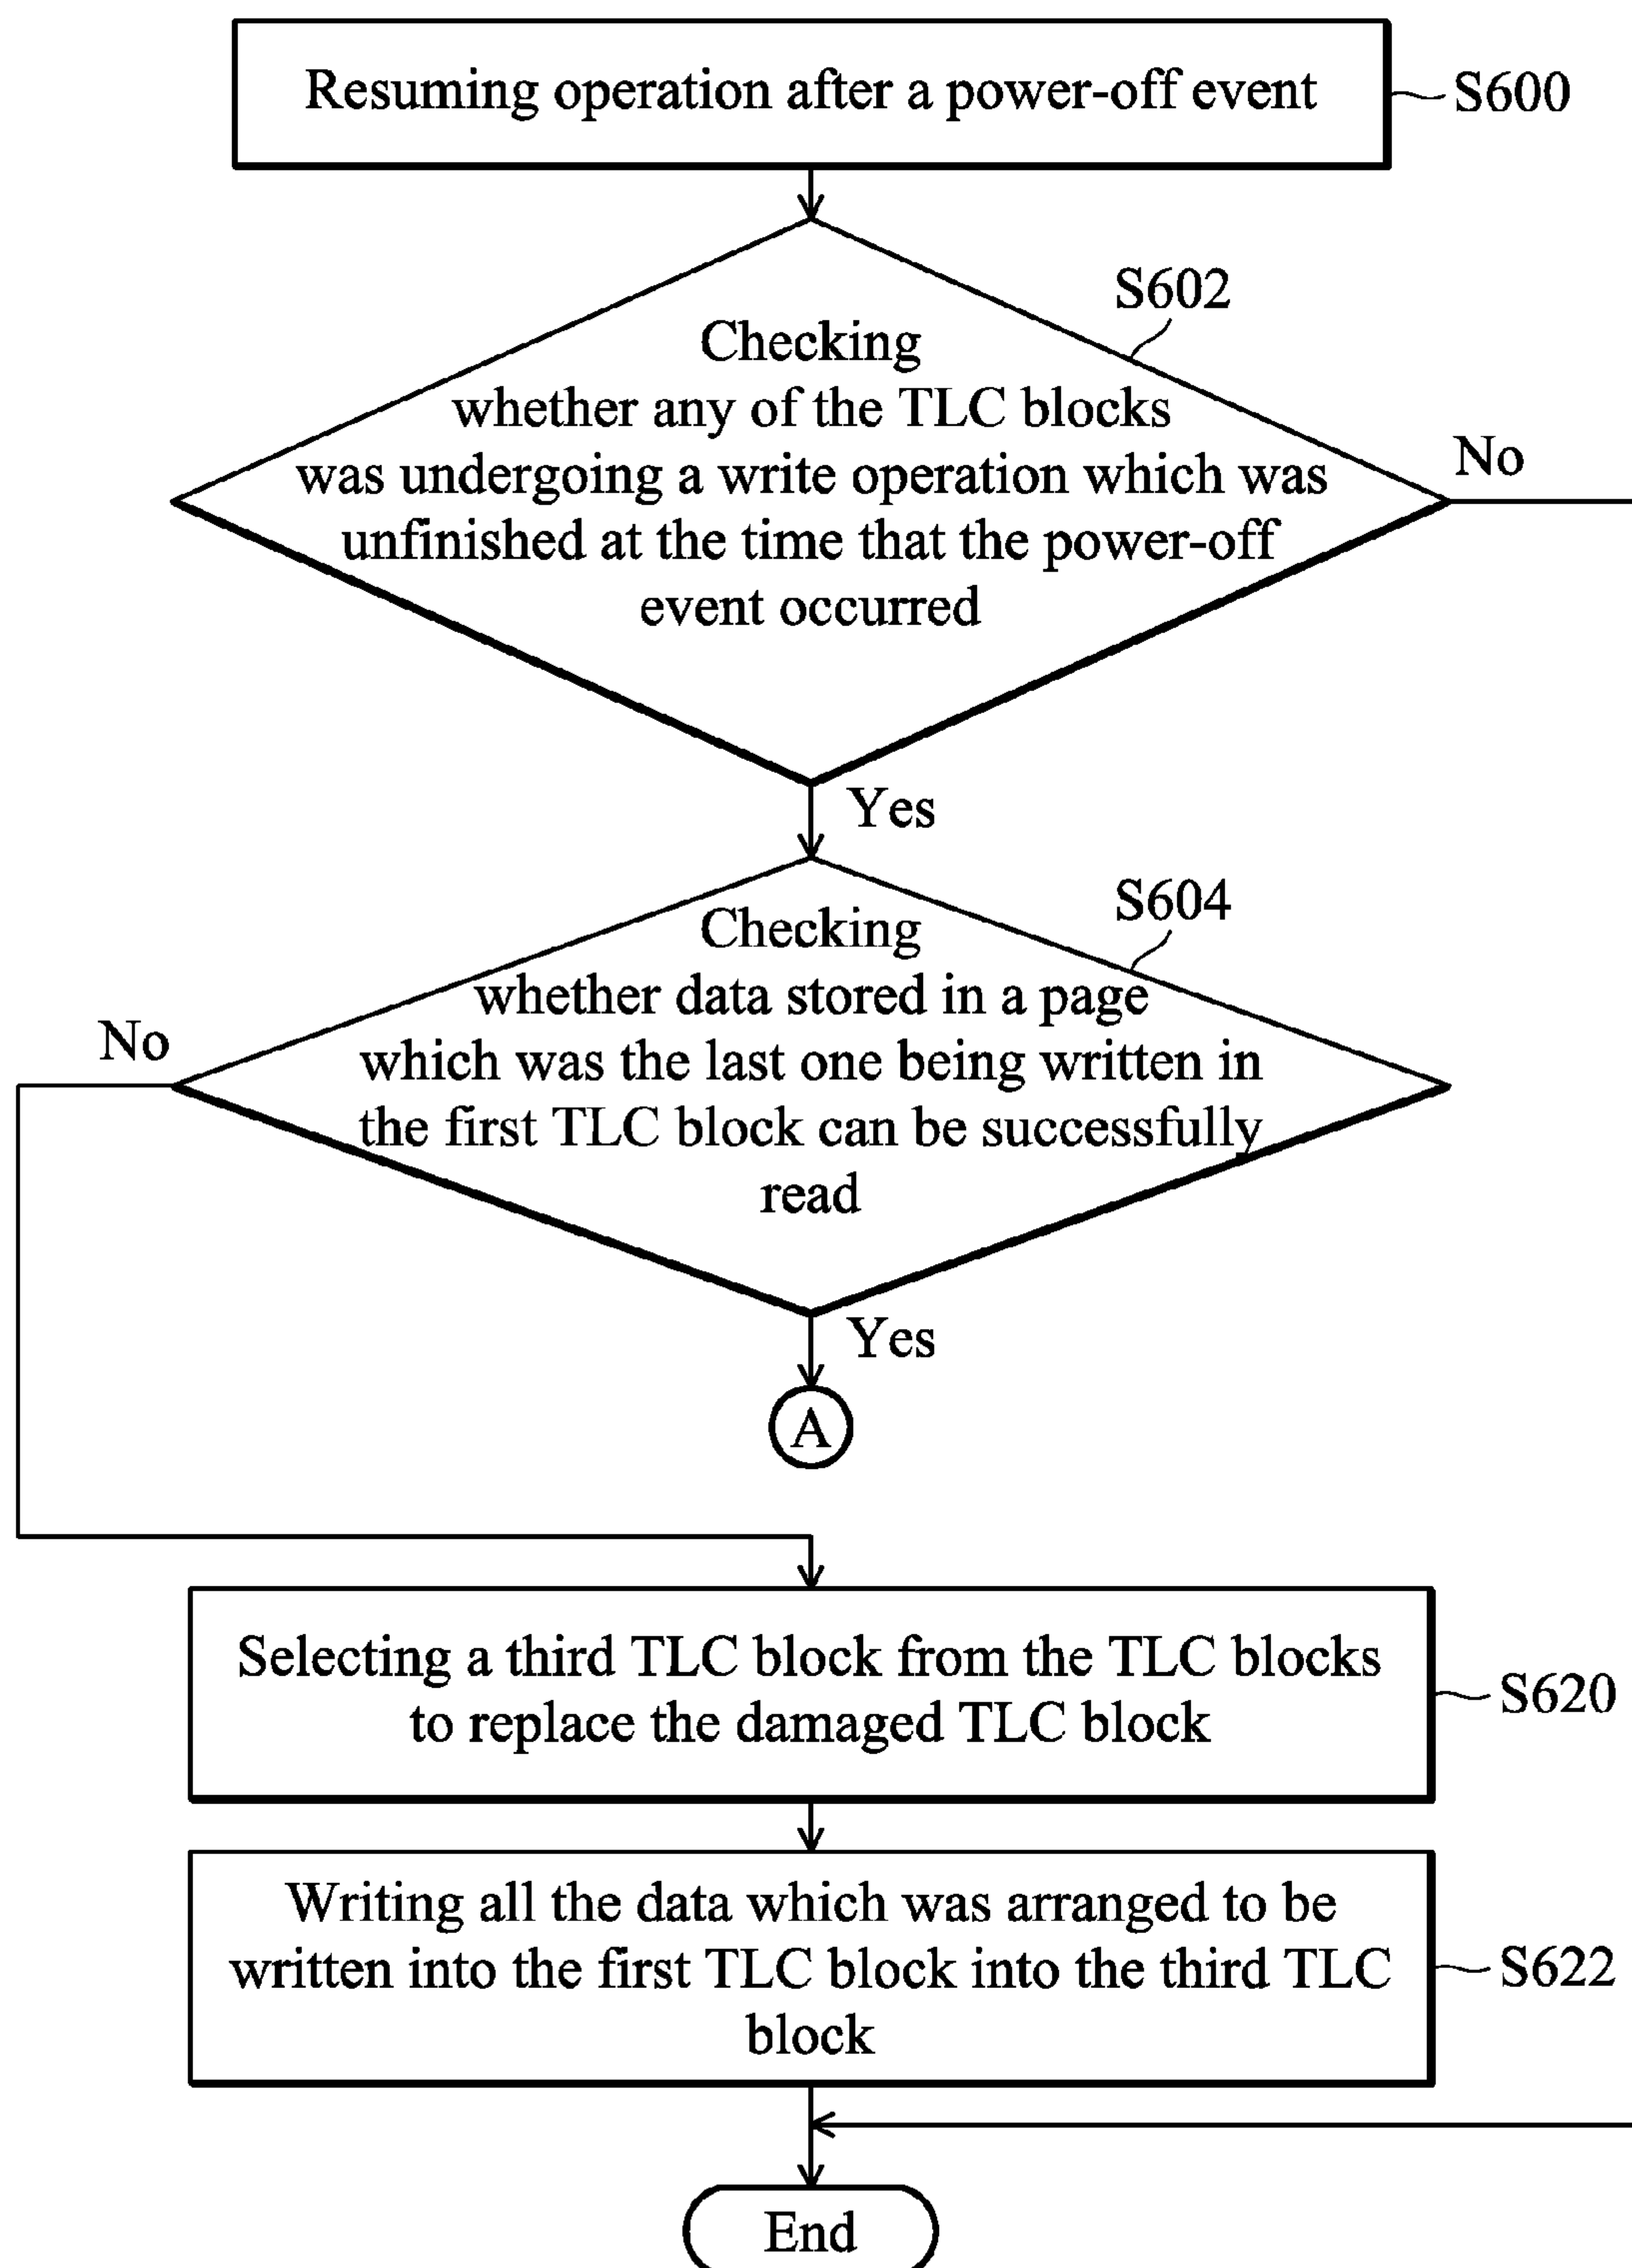 Resuming operation after a power-off event
S600
S602
Checking
whether any of the TLC blocks
was undergoing a write operation which was
unfinished at the time that the power-off
event occurred
No
Yes
S604
Checking
whether data stored in a page
which was the last one being written in
the first TLC block can be successfully
read
No
Yes
A
Selecting a third TLC block from the TLC blocks
to replace the damaged TLC block
S620
Writing all the data which was arranged to be
written into the first TLC block into the third TLC
block
S622
End